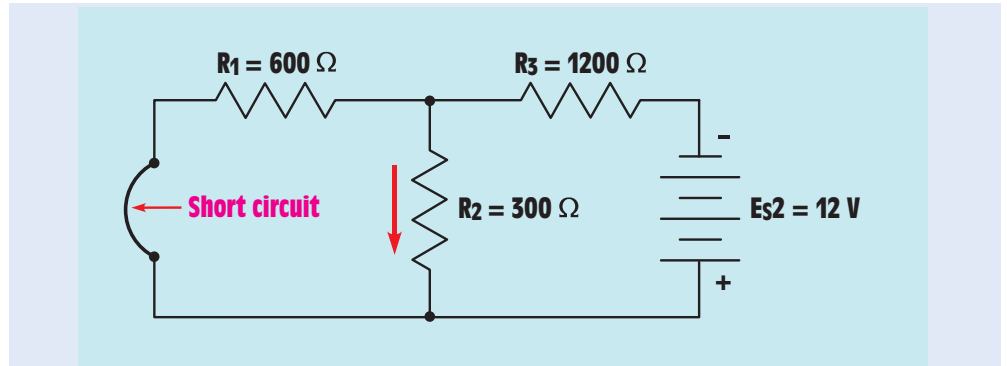 R1 = 600 Ω
R3 = 1200 Ω
-
Short circuit
R2 = 300 Ω
ES2 = 12 V
+